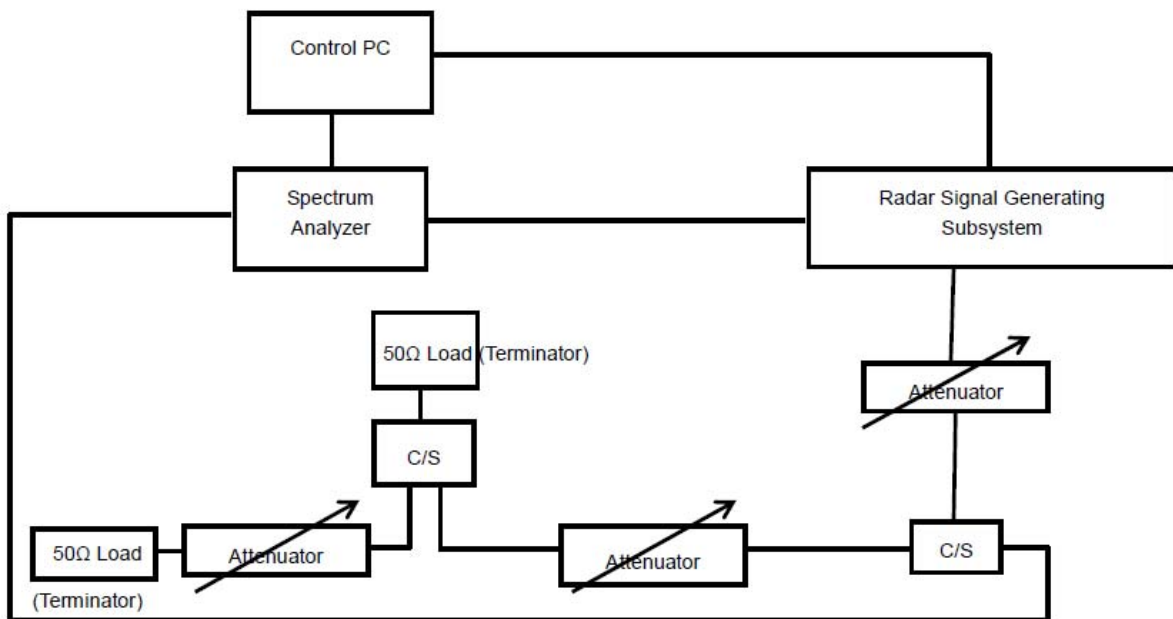 Control PC
Spectrum
Analyzer
Radar Signal Generating
Subsystem
50Ω Load (Terminator)
Attenuator
C/S
50Ω Load
(Terminator)
Attenuator
Attenuator
C/S